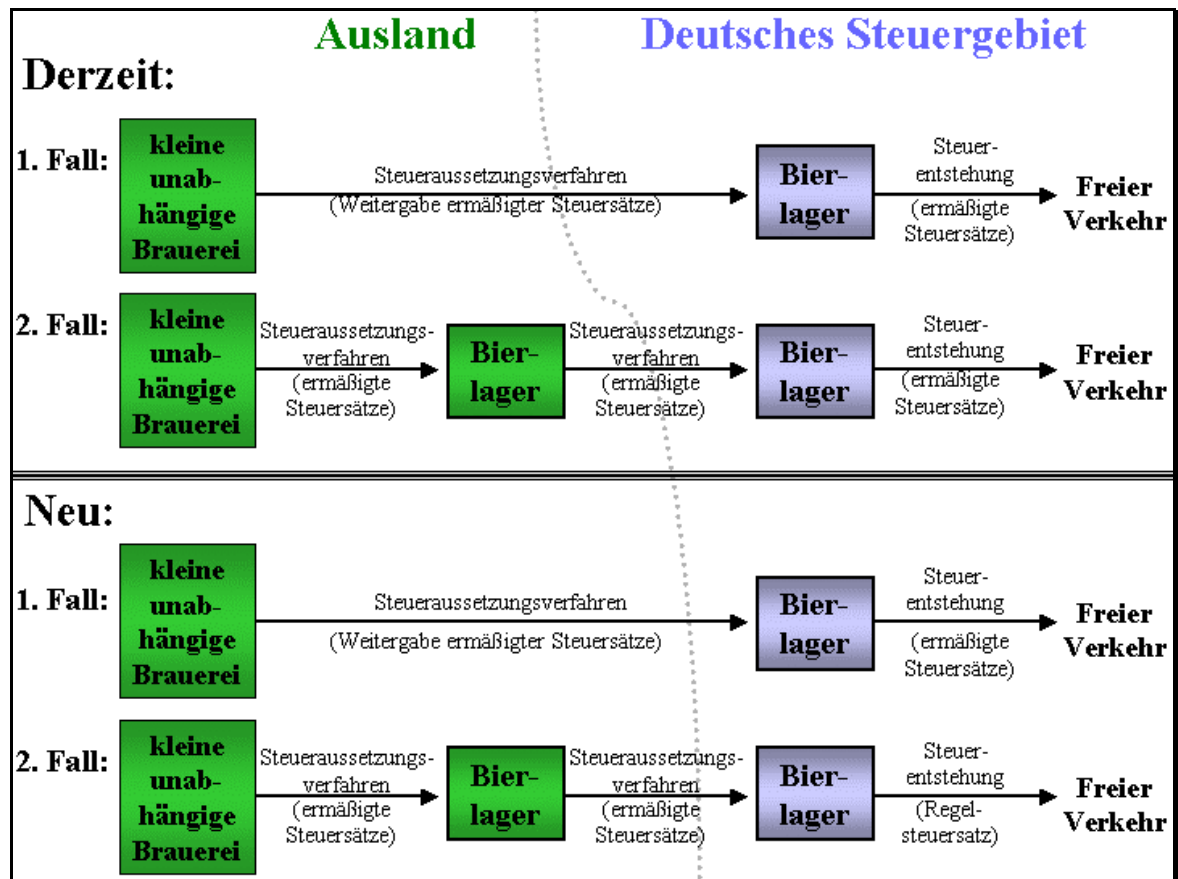 Ausland
Deutsches Steuergebiet
Derzeit:
1. Fall:
kleine
unab-
hängige
Brauerei
Steueraussetzungsverfahren
(Weitergabe ermäßigter Steuersätze)
Bier-
lager
Steuer-
entstehung
(ermäßigte
Steuersätze)
Freier
Verkehr
2. Fall:
kleine
unab-
hängige
Brauerei
Steueraussetzungs-
verfahren
(ermäßigte
Steuersätze)
Bier-
lager
Steueraussetzungs-
verfahren
(ermäßigte
Steuersätze)
Bier-
lager
Steuer-
entstehung
(ermäßigte
Steuersätze)
Freier
Verkehr
Neu:
1. Fall:
kleine
unab-
hängige
Brauerei
Steueraussetzungsverfahren
(Weitergabe ermäßigter Steuersätze)
Bier-
lager
Steuer-
entstehung
(ermäßigte
Steuersätze)
Freier
Verkehr
2. Fall:
kleine
unab-
hängige
Brauerei
Steueraussetzungs-
verfahren
(ermäßigte
Steuersätze)
Bier-
lager
Steueraussetzungs-
verfahren
(ermäßigte
Steuersätze)
Bier-
lager
Steuer-
entstehung
(Regel-
steuersatz)
Freier
Verkehr